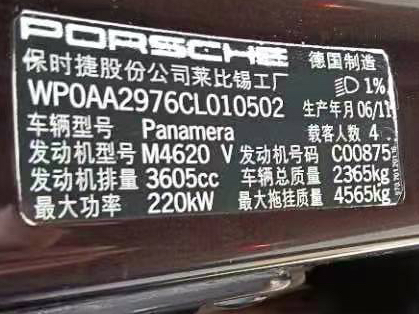 PORSCHE 德国制造
保时捷股份公司莱比锡工厂 1%
WP0AA2976CL010502 生产年月 06/11
车辆型号 Panamera 载客人数 4
发动机型号 M4620 V 发动机号码 C00875
发动机排量 3605cc 车辆总质量 2365kg
最大功率 220kW 最大拖挂质量 4565kg